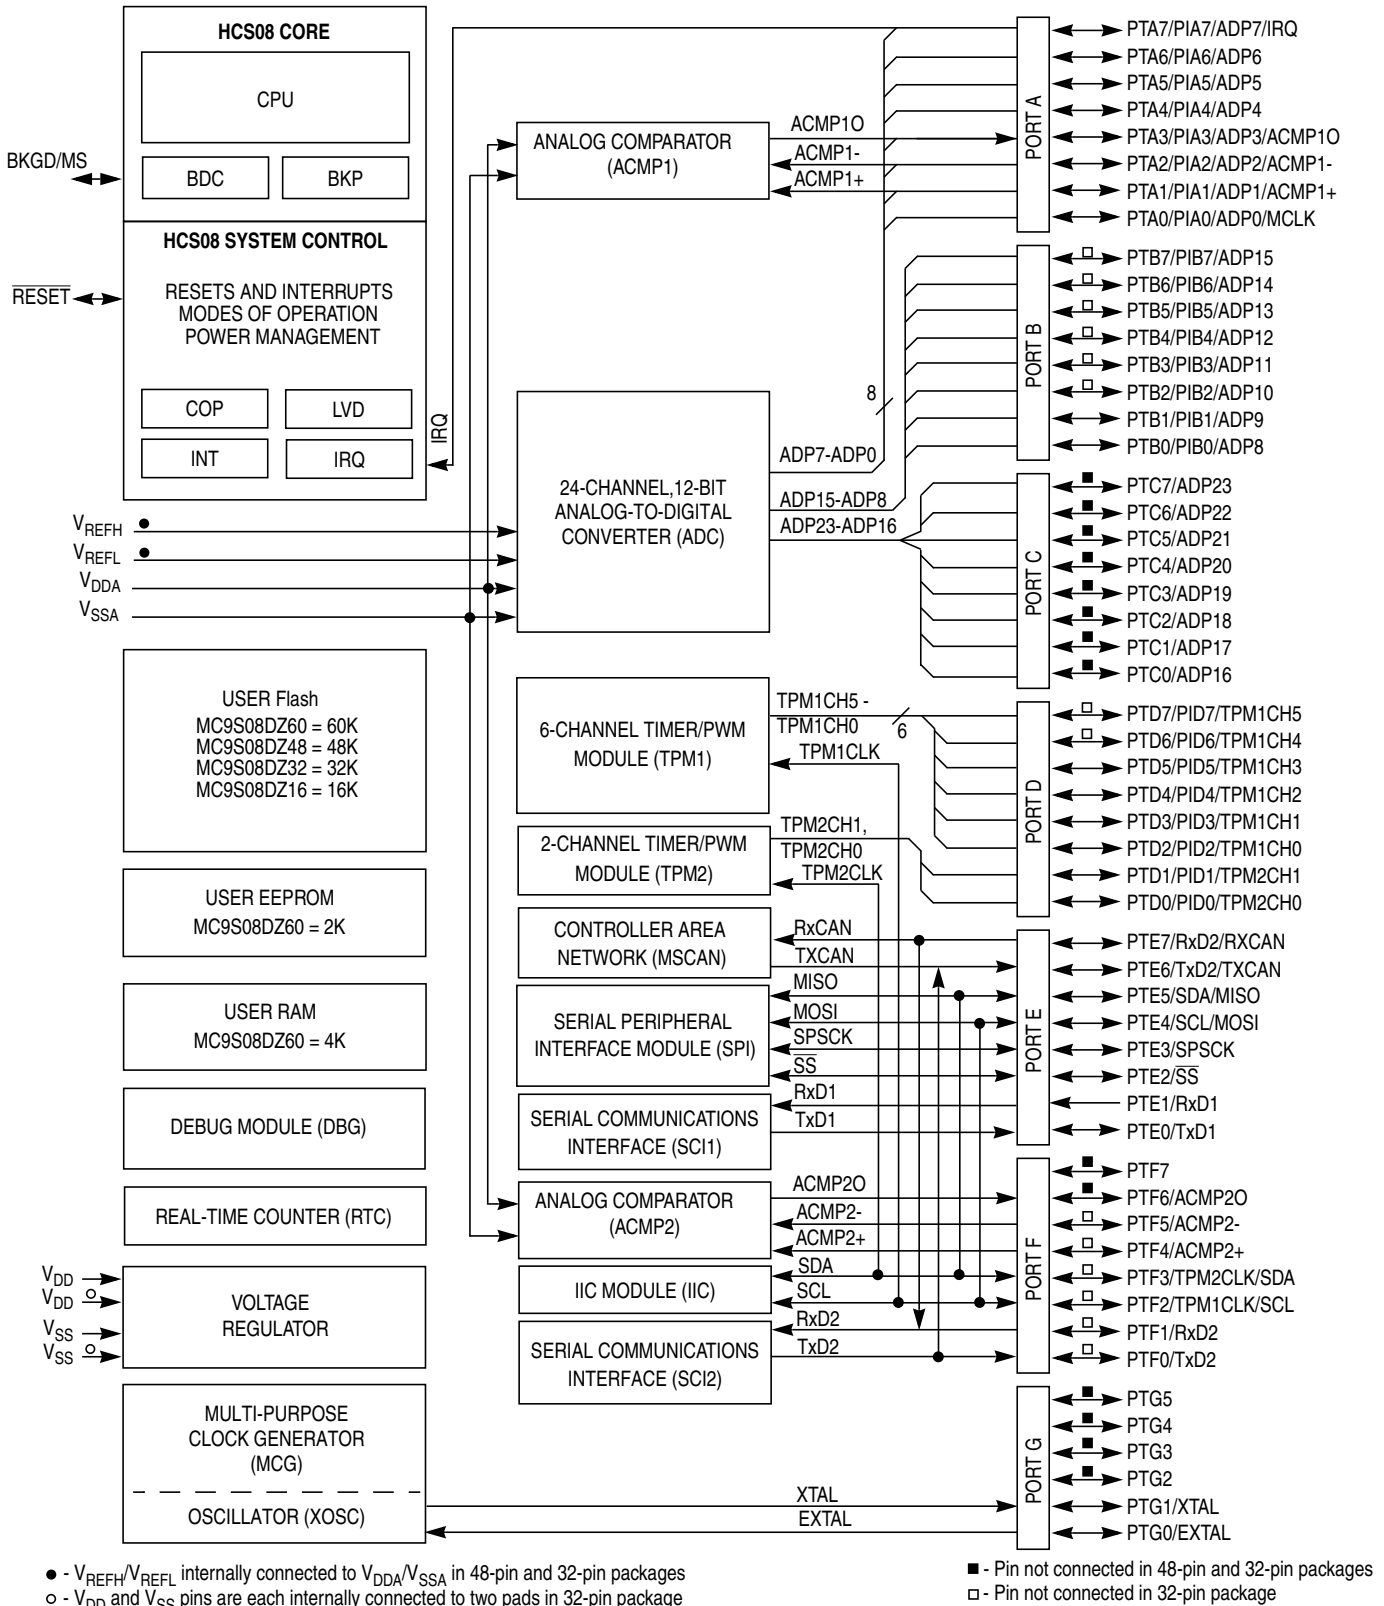 HCS08 CORE
CPU
BKGD/MS
BDC
BKP
HCS08 SYSTEM CONTROL
RESET
RESETS AND INTERRUPTS
MODES OF OPERATION
POWER MANAGEMENT
COP
LVD
INT
IRQ
IRQ
VREFH
VREFL
VDDA
VSSA
USER Flash
MC9S08DZ60 = 60K
MC9S08DZ48 = 48K
MC9S08DZ32 = 32K
MC9S08DZ16 = 16K
USER EEPROM
MC9S08DZ60 = 2K
USER RAM
MC9S08DZ60 = 4K
DEBUG MODULE (DBG)
REAL-TIME COUNTER (RTC)
VDD
VDD
VSS
VSS
VOLTAGE
REGULATOR
MULTI-PURPOSE
CLOCK GENERATOR
(MCG)
OSCILLATOR (XOSC)
ANALOG COMPARATOR
(ACMP1)
ACMP1O
ACMP1-
ACMP1+
24-CHANNEL,12-BIT
ANALOG-TO-DIGITAL
CONVERTER (ADC)
8
ADP7-ADP0
ADP15-ADP8
ADP23-ADP16
6-CHANNEL TIMER/PWM
MODULE (TPM1)
TPM1CH5 -
TPM1CH0
6
TPM1CLK
2-CHANNEL TIMER/PWM
MODULE (TPM2)
TPM2CH1,
TPM2CH0
TPM2CLK
CONTROLLER AREA
NETWORK (MSCAN)
RxCAN
TXCAN
SERIAL PERIPHERAL
INTERFACE MODULE (SPI)
MISO
MOSI
SPSCK
SS
SERIAL COMMUNICATIONS
INTERFACE (SCI1)
RxD1
TxD1
ANALOG COMPARATOR
(ACMP2)
ACMP2O
ACMP2-
ACMP2+
IIC MODULE (IIC)
SDA
SCL
SERIAL COMMUNICATIONS
INTERFACE (SCI2)
RxD2
TxD2
XTAL
EXTAL
PORT A
PTA7/PIA7/ADP7/IRQ
PTA6/PIA6/ADP6
PTA5/PIA5/ADP5
PTA4/PIA4/ADP4
PTA3/PIA3/ADP3/ACMP1O
PTA2/PIA2/ADP2/ACMP1-
PTA1/PIA1/ADP1/ACMP1+
PTA0/PIA0/ADP0/MCLK
PORT B
PTB7/PIB7/ADP15
PTB6/PIB6/ADP14
PTB5/PIB5/ADP13
PTB4/PIB4/ADP12
PTB3/PIB3/ADP11
PTB2/PIB2/ADP10
PTB1/PIB1/ADP9
PTB0/PIB0/ADP8
PORT C
PTC7/ADP23
PTC6/ADP22
PTC5/ADP21
PTC4/ADP20
PTC3/ADP19
PTC2/ADP18
PTC1/ADP17
PTC0/ADP16
PORT D
PTD7/PID7/TPM1CH5
PTD6/PID6/TPM1CH4
PTD5/PID5/TPM1CH3
PTD4/PID4/TPM1CH2
PTD3/PID3/TPM1CH1
PTD2/PID2/TPM1CH0
PTD1/PID1/TPM2CH1
PTD0/PID0/TPM2CH0
PORT E
PTE7/RxD2/RXCAN
PTE6/TxD2/TXCAN
PTE5/SDA/MISO
PTE4/SCL/MOSI
PTE3/SPSCK
PTE2/SS
PTE1/RxD1
PTE0/TxD1
PORT F
PTF7
PTF6/ACMP2O
PTF5/ACMP2-
PTF4/ACMP2+
PTF3/TPM2CLK/SDA
PTF2/TPM1CLK/SCL
PTF1/RxD2
PTF0/TxD2
PORT G
PTG5
PTG4
PTG3
PTG2
PTG1/XTAL
PTG0/EXTAL
● - VREFH/VREFL internally connected to VDDA/VSSA in 48-pin and 32-pin packages
○ - VDD and VSS pins are each internally connected to two pads in 32-pin package
■ - Pin not connected in 48-pin and 32-pin packages
□ - Pin not connected in 32-pin package